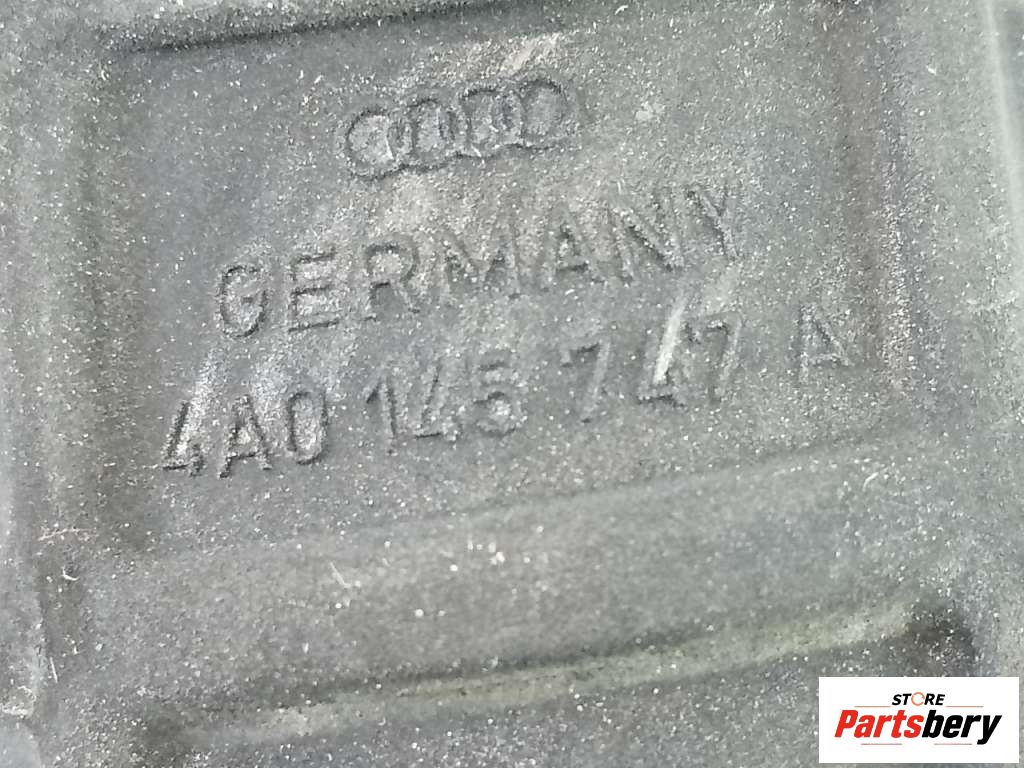 GERMANY
4A0 145 747 A
STORE
Partsbery